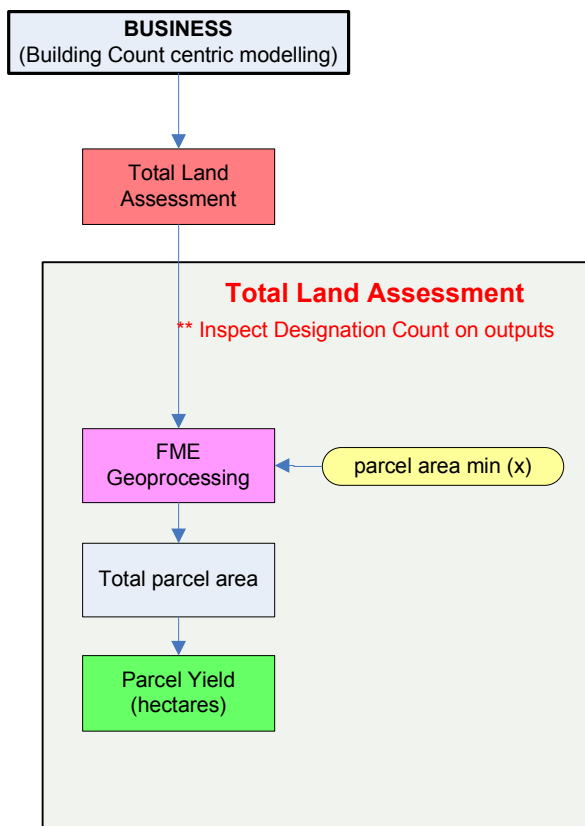 BUSINESS
(Building Count centric modelling)
Total Land
Assessment
Total Land Assessment
** Inspect Designation Count on outputs
FME
Geoprocessing
parcel area min (x)
Total parcel area
Parcel Yield
(hectares)